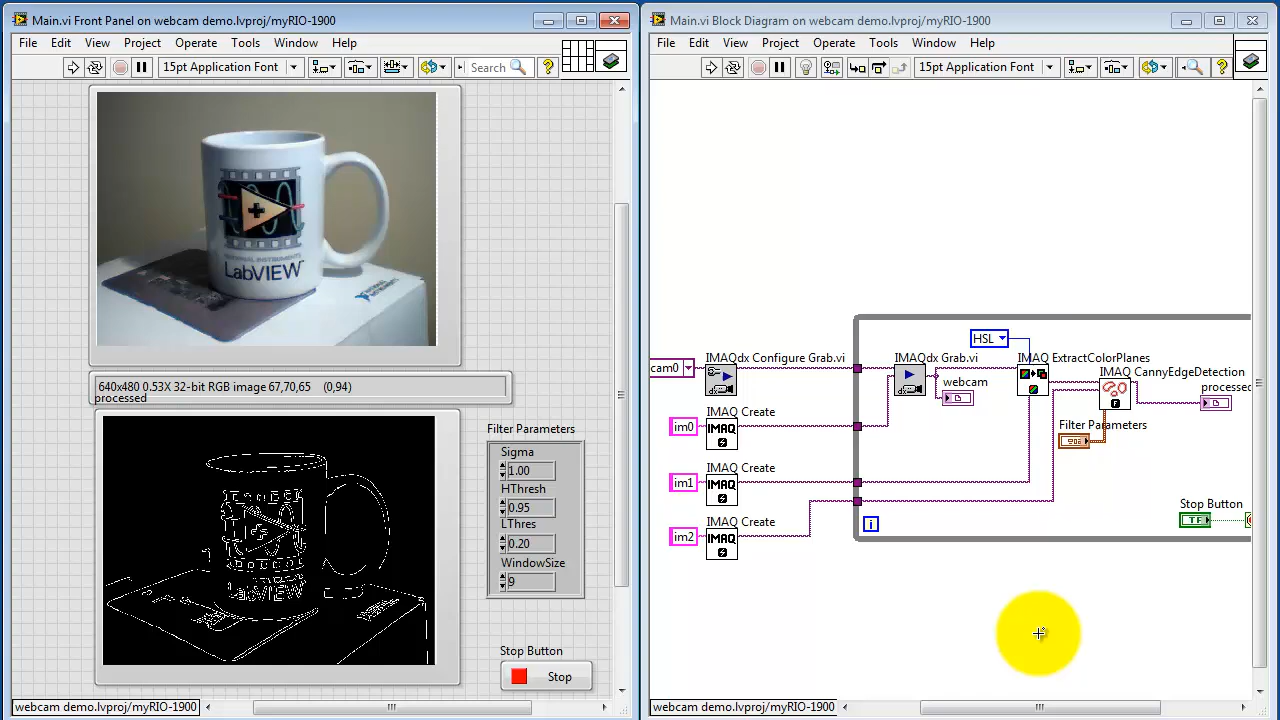 Main.vi Front Panel on webcam demo.lvproj/myRIO-1900
File Edit View Project Operate Tools Window Help
15pt Application Font
Search
LabVIEW
640x480 0.53X 32-bit RGB image 67,70,65 (0,94)
processed
LabVIEW
Filter Parameters
Sigma
1.00
HThresh
0.95
LThres
0.20
WindowSize
9
Stop Button
Stop
webcam demo.lvproj/myRIO-1900
Main.vi Block Diagram on webcam demo.lvproj/myRIO-1900
File Edit View Project Operate Tools Window Help
15pt Application Font
HSL
cam0
IMAQdx Configure Grab.vi
IMAQdx Grab.vi
IMAQ ExtractColorPlanes
webcam
IMAQ CannyEdgeDetection
processed
IMAQ Create
im0
IMAQ
Filter Parameters
IMAQ Create
im1
IMAQ
IMAQ Create
im2
IMAQ
i
Stop Button
TF
webcam demo.lvproj/myRIO-1900